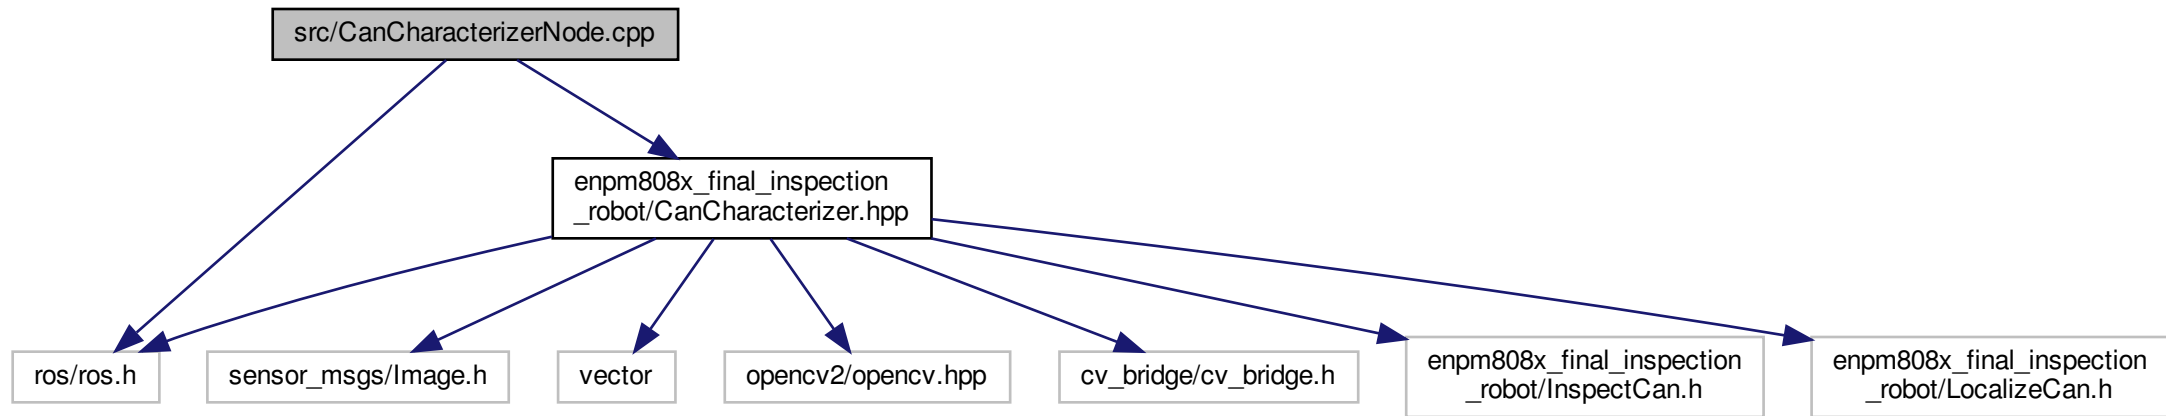 src/CanCharacterizerNode.cpp
enpm808x_final_inspection
_robot/CanCharacterizer.hpp
ros/ros.h
sensor_msgs/Image.h
vector
opencv2/opencv.hpp
cv_bridge/cv_bridge.h
enpm808x_final_inspection
_robot/InspectCan.h
enpm808x_final_inspection
_robot/LocalizeCan.h